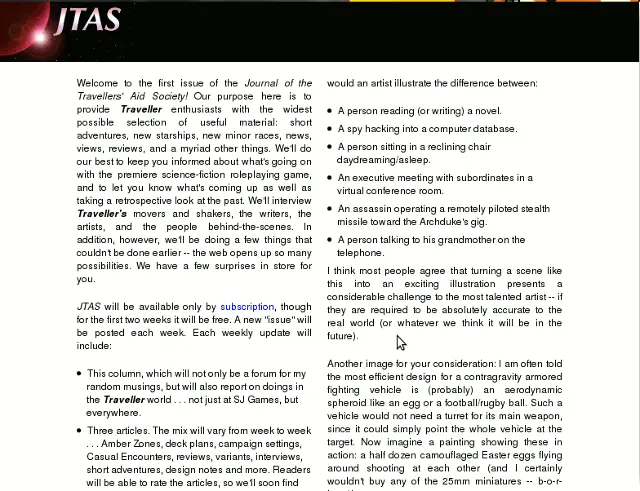 JTAS
Welcome to the first issue of the Journal of the
Travellers' Aid Society! Our purpose here is to
provide Traveller enthusiasts with the widest
possible selection of useful material: short
adventures, new starships, new minor races, news,
views, reviews, and a myriad other things. We'll do
our best to keep you informed about what's going on
with the premiere science-fiction roleplaying game,
and to let you know what's coming up as well as
taking a retrospective look at the past. We'll interview
Traveller's movers and shakers, the writers, the
artists, and the people behind-the-scenes. In
addition, however, we'll be doing a few things that
couldn't be done earlier -- the web opens up so many
possibilities. We have a few surprises in store for
you.
JTAS will be available only by subscription, though
for the first two weeks it will be free. A new "issue" will
be posted each week. Each weekly update will
include:
• This column, which will not only be a forum for my
random musings, but will also report on doings in
the Traveller world . . . not just at SJ Games, but
everywhere.
• Three articles. The mix will vary from week to week
. . . Amber Zones, deck plans, campaign settings,
Casual Encounters, reviews, variants, interviews,
short adventures, design notes and more. Readers
will be able to rate the articles, so we'll soon find
would an artist illustrate the difference between:
• A person reading (or writing) a novel.
• A spy hacking into a computer database.
• A person sitting in a reclining chair
daydreaming/asleep.
• An executive meeting with subordinates in a
virtual conference room.
• An assassin operating a remotely piloted stealth
missile toward the Archduke's gig.
• A person talking to his grandmother on the
telephone.
I think most people agree that turning a scene like
this into an exciting illustration presents a
considerable challenge to the most talented artist -- if
they are required to be absolutely accurate to the
real world (or whatever we think it will be in the
future).
Another image for your consideration: I am often told
the most efficient design for a contragravity armored
fighting vehicle is (probably) an aerodynamic
spheroid like an egg or a football/rugby ball. Such a
vehicle would not need a turret for its main weapon,
since it could simply point the whole vehicle at the
target. Now imagine a painting showing these in
action: a half dozen camouflaged Easter eggs flying
around shooting at each other (and I certainly
wouldn't buy any of the 25mm miniatures -- b-o-r-